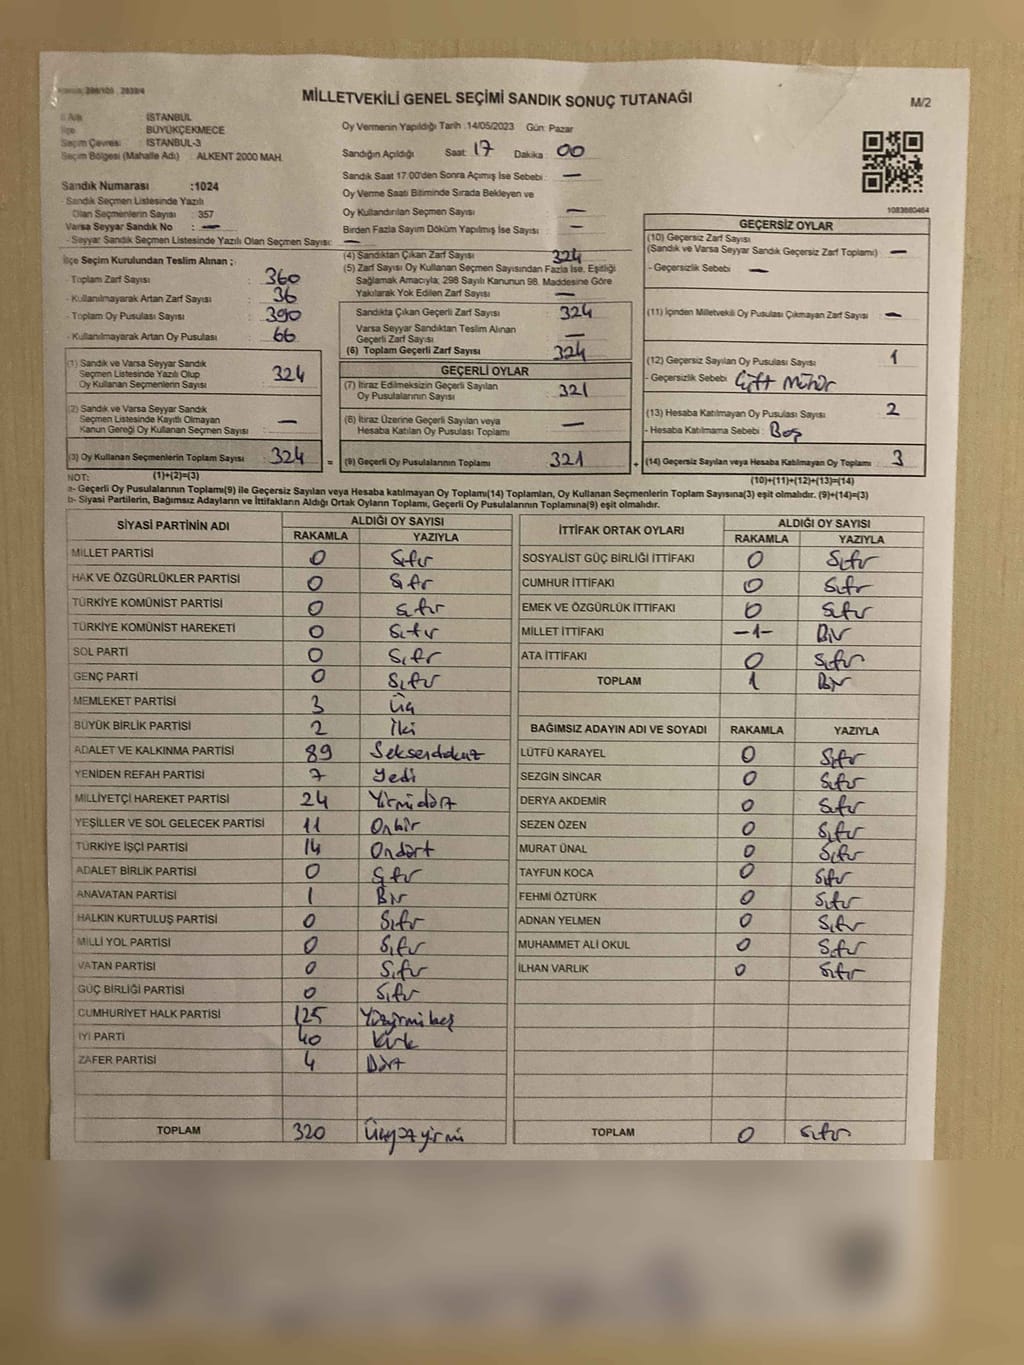 MİLLETVEKİLİ GENEL SEÇİMİ SANDIK SONUÇ TUTANAĞI
M/2
İSTANBUL
BÜYÜKÇEKMECE
Seçim Çevresi : İSTANBUL-3
Seçim Bölgesi (Mahalle Adı) : ALKENT 2000 MAH.
Sandık Numarası :1024
Sandık Seçmen Listesinde Yazılı
Olan Seçmenlerin Sayısı : 357
Varsa Seyyar Sandık No : —
- Seyyar Sandık Seçmen Listesinde Yazılı Olan Seçmen Sayısı: —
İlçe Seçim Kurulundan Teslim Alınan ;
- Toplam Zarf Sayısı : 360
- Kullanılmayarak Artan Zarf Sayısı : 36
- Toplam Oy Pusulası Sayısı : 390
- Kullanılmayarak Artan Oy Pusulası : 66
(1) Sandık ve Varsa Seyyar Sandık
Seçmen Listesinde Yazılı Olup
Oy Kullanan Seçmenlerin Sayısı : 324
(2) Sandık ve Varsa Seyyar Sandık
Seçmen Listesinde Kayıtlı Olmayan
Kanun Gereği Oy Kullanan Seçmen Sayısı : —
(3) Oy Kullanan Seçmenlerin Toplam Sayısı : 324
Oy Vermenin Yapıldığı Tarih :14/05/2023 Gün: Pazar
Sandığın Açıldığı Saat: 17 Dakika : 00
Sandık Saat 17:00'den Sonra Açımış İse Sebebi : —
Oy Verme Saati Bitiminde Sırada Bekleyen ve
Oy Kullandırılan Seçmen Sayısı : —
Birden Fazla Sayım Döküm Yapılmış İse Sayısı : —
(4) Sandıktan Çıkan Zarf Sayısı : 324
(5) Zarf Sayısı Oy Kullanan Seçmen Sayısından Fazla İse, Eşitliği
Sağlamak Amacıyla; 298 Sayılı Kanunun 98. Maddesine Göre
Yakılarak Yok Edilen Zarf Sayısı : —
Sandıkta Çıkan Geçerli Zarf Sayısı : 324
Varsa Seyyar Sandıktan Teslim Alınan
Geçerli Zarf Sayısı : —
(6) Toplam Geçerli Zarf Sayısı : 324
GEÇERLİ OYLAR
(7) İtiraz Edilmeksizin Geçerli Sayılan
Oy Pusulalarının Sayısı : 321
(8) İtiraz Üzerine Geçerli Sayılan veya
Hesaba Katılan Oy Pusulası Toplamı : —
= (9) Geçerli Oy Pusulalarının Toplamı : 321
1083680464
GEÇERSİZ OYLAR
(10) Geçersiz Zarf Sayısı
(Sandık ve Varsa Seyyar Sandık Geçersiz Zarf Toplamı) : —
- Geçersizlik Sebebi : —
(11) İçinden Milletvekili Oy Pusulası Çıkmayan Zarf Sayısı : —
(12) Geçersiz Sayılan Oy Pusulası Sayısı : 1
- Geçersizlik Sebebi : Çift Mühür
(13) Hesaba Katılmayan Oy Pusulası Sayısı : 2
- Hesaba Katılmama Sebebi : Boş
+ (14) Geçersiz Sayılan veya Hesaba Katılmayan Oy Toplamı : 3
NOT: (1)+(2)=(3) (10)+(11)+(12)+(13)=(14)
a- Geçerli Oy Pusulalarının Toplamı(9) ile Geçersiz Sayılan veya Hesaba katılmayan Oy Toplamı(14) Toplamları, Oy Kullanan Seçmenlerin Toplam Sayısına(3) eşit olmalıdır. (9)+(14)=(3)
b- Siyasi Partilerin, Bağımsız Adayların ve İttifakların Aldığı Ortak Oyların Toplamı, Geçerli Oy Pusulalarının Toplamına(9) eşit olmalıdır.
SİYASİ PARTİNİN ADI ALDIĞI OY SAYISI
RAKAMLA YAZIYLA
MİLLET PARTİSİ 0 Sıfır
HAK VE ÖZGÜRLÜKLER PARTİSİ 0 Sıfır
TÜRKİYE KOMÜNİST PARTİSİ 0 Sıfır
TÜRKİYE KOMÜNİST HAREKETİ 0 Sıfır
SOL PARTİ 0 Sıfır
GENÇ PARTİ 0 Sıfır
MEMLEKET PARTİSİ 3 Üç
BÜYÜK BİRLİK PARTİSİ 2 İki
ADALET VE KALKINMA PARTİSİ 89 Seksendokuz
YENİDEN REFAH PARTİSİ 7 Yedi
MİLLİYETÇİ HAREKET PARTİSİ 24 Yirmidört
YEŞİLLER VE SOL GELECEK PARTİSİ 11 Onbir
TÜRKİYE İŞÇİ PARTİSİ 14 Ondört
ADALET BİRLİK PARTİSİ 0 Sıfır
ANAVATAN PARTİSİ 1 Bir
HALKIN KURTULUŞ PARTİSİ 0 Sıfır
MİLLİ YOL PARTİSİ 0 Sıfır
VATAN PARTİSİ 0 Sıfır
GÜÇ BİRLİĞİ PARTİSİ 0 Sıfır
CUMHURİYET HALK PARTİSİ 125 Yüzyirmibeş
İYİ PARTİ 40 Kırk
ZAFER PARTİSİ 4 Dört
TOPLAM 320 Üçyüzyirmi
İTTİFAK ORTAK OYLARI ALDIĞI OY SAYISI
RAKAMLA YAZIYLA
SOSYALİST GÜÇ BİRLİĞİ İTTİFAKI 0 Sıfır
CUMHUR İTTİFAKI 0 Sıfır
EMEK VE ÖZGÜRLÜK İTTİFAKI 0 Sıfır
MİLLET İTTİFAKI -1- Bir
ATA İTTİFAKI 0 Sıfır
TOPLAM 1 Bir
BAĞIMSIZ ADAYIN ADI VE SOYADI RAKAMLA YAZIYLA
LÜTFÜ KARAYEL 0 Sıfır
SEZGİN SİNCAR 0 Sıfır
DERYA AKDEMİR 0 Sıfır
SEZEN ÖZEN 0 Sıfır
MURAT ÜNAL 0 Sıfır
TAYFUN KOCA 0 Sıfır
FEHMİ ÖZTÜRK 0 Sıfır
ADNAN YELMEN 0 Sıfır
MUHAMMET ALİ OKUL 0 Sıfır
İLHAN VARLIK 0 Sıfır
TOPLAM 0 Sıfır